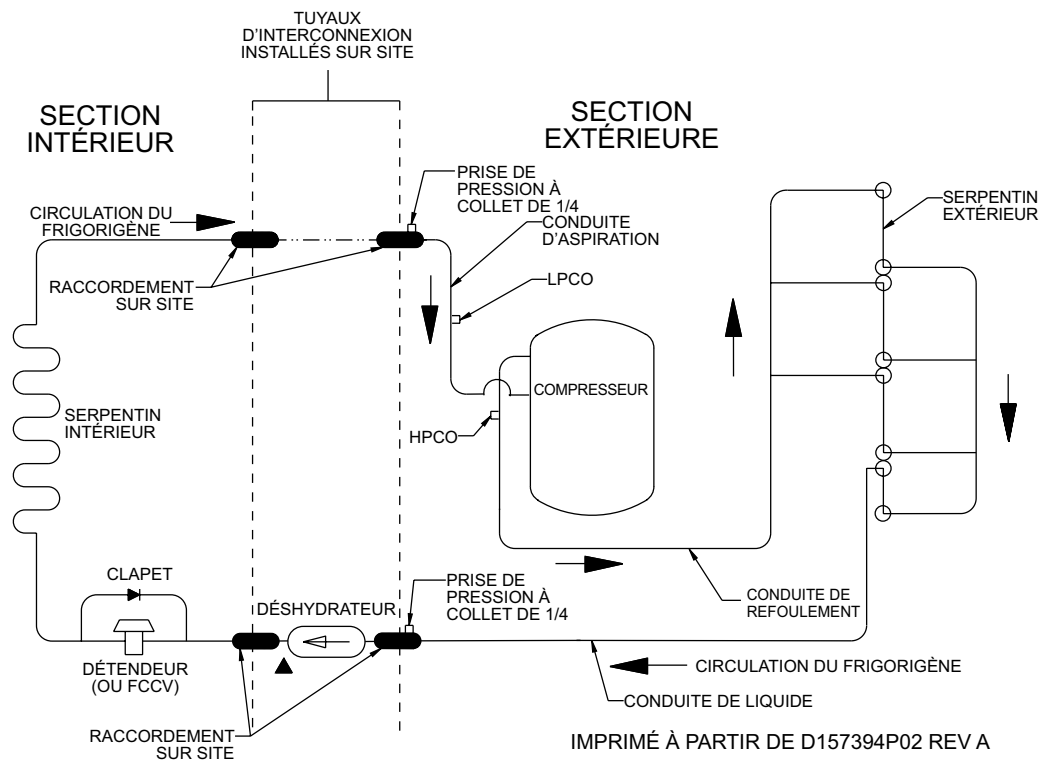 TUYAUX
D'INTERCONNEXION
INSTALLÉS SUR SITE
SECTION
INTÉRIEUR
SECTION
EXTÉRIEURE
PRISE DE
PRESSION À
COLLET DE 1/4
CONDUITE
D'ASPIRATION
SERPENTIN
EXTÉRIEUR
CIRCULATION DU
FRIGORIGÈNE
RACCORDEMENT
SUR SITE
LPCO
COMPRESSEUR
SERPENTIN
INTÉRIEUR
HPCO
CLAPET
DÉSHYDRATEUR
PRISE DE
PRESSION À
COLLET DE 1/4
CONDUITE DE
REFOULEMENT
DÉTENDEUR
(OU FCCV)
CIRCULATION DU FRIGORIGÈNE
CONDUITE DE LIQUIDE
RACCORDEMENT
SUR SITE
IMPRIMÉ À PARTIR DE D157394P02 REV A